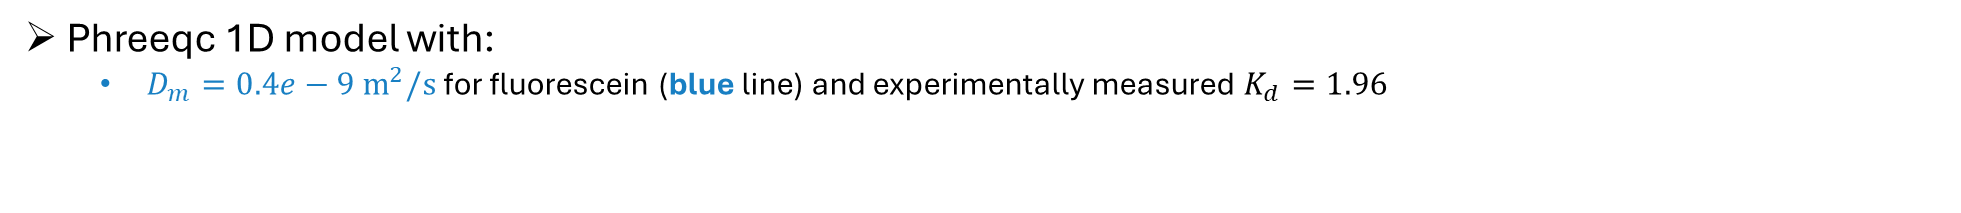 ➢ Phreeqc 1D model with:
• D_m = 0.4e − 9 m²/s for fluorescein (blue line) and experimentally measured K_d = 1.96